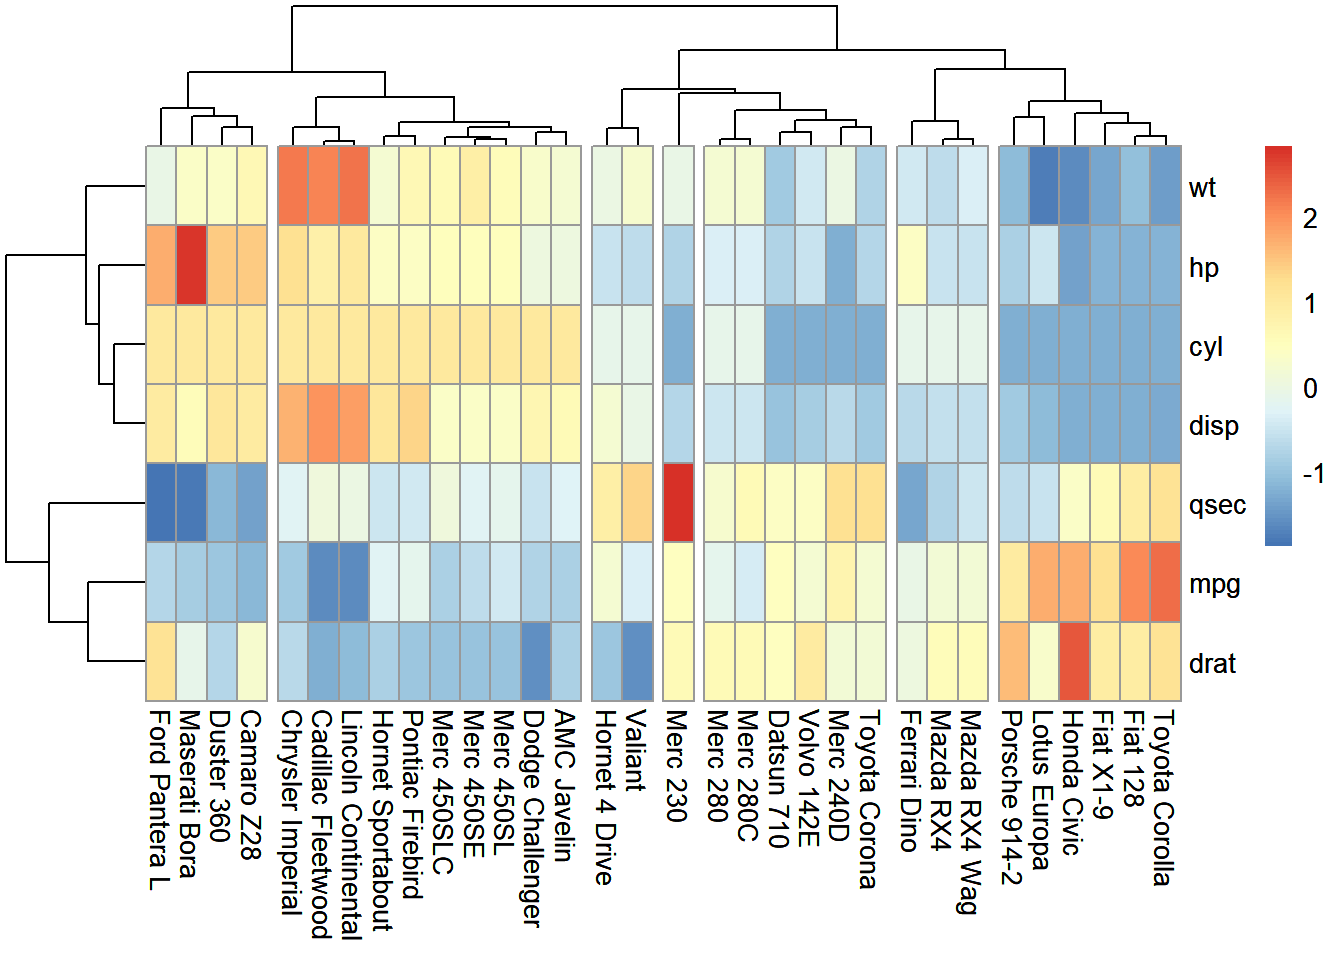 wt
hp
cyl
disp
qsec
mpg
drat
2
1
0
-1
Ford Pantera L
Maserati Bora
Duster 360
Camaro Z28
Chrysler Imperial
Cadillac Fleetwood
Lincoln Continental
Hornet Sportabout
Pontiac Firebird
Merc 450SLC
Merc 450SE
Merc 450SL
Dodge Challenger
AMC Javelin
Hornet 4 Drive
Valiant
Merc 230
Merc 280
Merc 280C
Datsun 710
Volvo 142E
Merc 240D
Toyota Corona
Ferrari Dino
Mazda RX4
Mazda RX4 Wag
Porsche 914-2
Lotus Europa
Honda Civic
Fiat X1-9
Fiat 128
Toyota Corolla